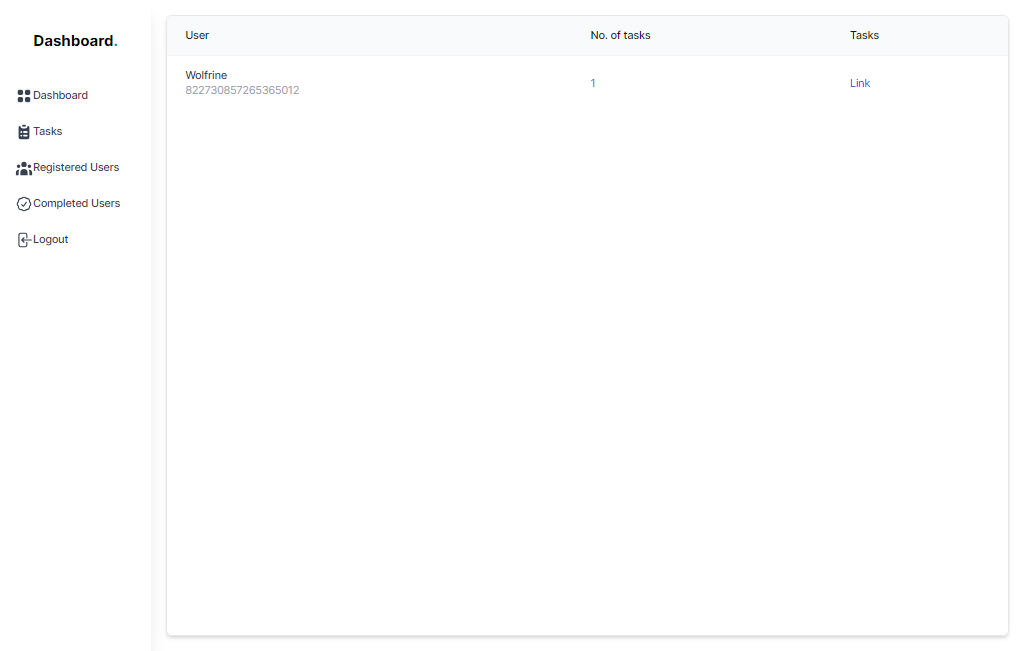 Dashboard.
Dashboard
Tasks
Registered Users
Completed Users
Logout
User No. of tasks Tasks
Wolfrine
822730857265365012
1
Link